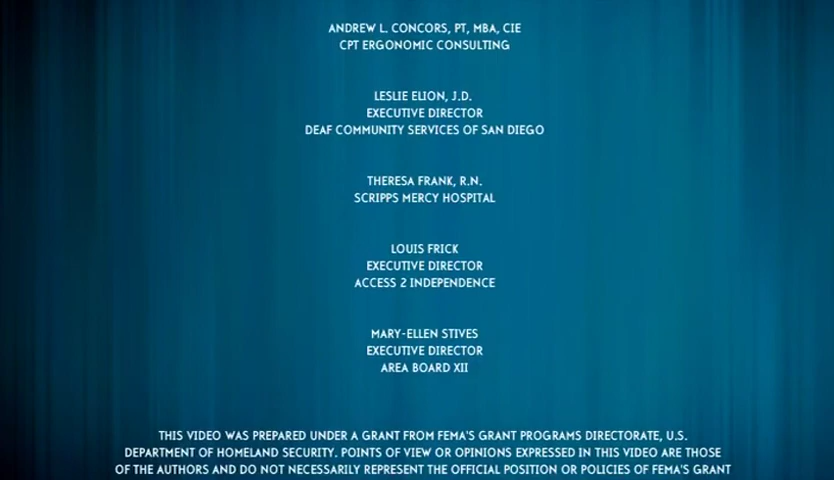 ANDREW L. CONCORS, PT, MBA, CIE
CPT ERGONOMIC CONSULTING
LESLIE ELION, J.D.
EXECUTIVE DIRECTOR
DEAF COMMUNITY SERVICES OF SAN DIEGO
THERESA FRANK, R.N.
SCRIPPS MERCY HOSPITAL
LOUIS FRICK
EXECUTIVE DIRECTOR
ACCESS 2 INDEPENDENCE
MARY-ELLEN STIVES
EXECUTIVE DIRECTOR
AREA BOARD XII
THIS VIDEO WAS PREPARED UNDER A GRANT FROM FEMA'S GRANT PROGRAMS DIRECTORATE, U.S.
DEPARTMENT OF HOMELAND SECURITY. POINTS OF VIEW OR OPINIONS EXPRESSED IN THIS VIDEO ARE THOSE
OF THE AUTHORS AND DO NOT NECESSARILY REPRESENT THE OFFICIAL POSITION OR POLICIES OF FEMA'S GRANT